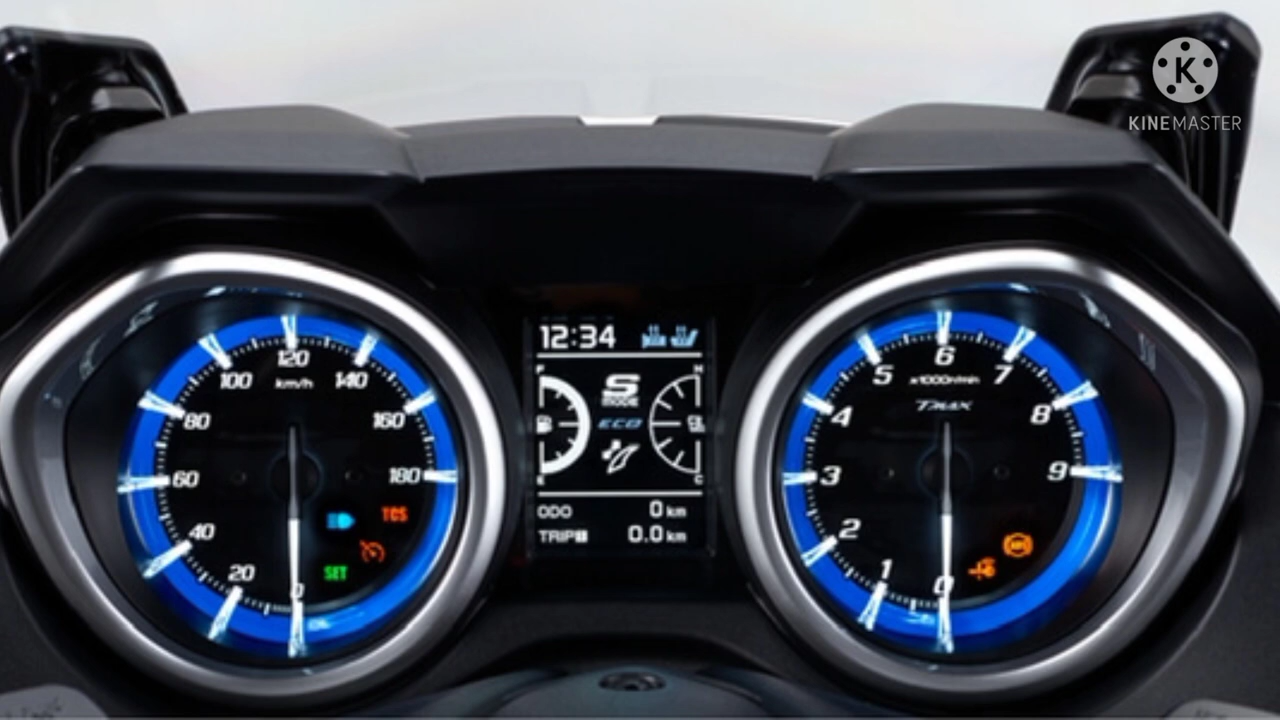 K
KINEMASTER
0
20
40
60
80
100
120
140
160
180
km/h
TCS
SET
12:34
F
E
S
MODE
ECO
H
C
ODO 0 km
TRIP 0.0 km
0
1
2
3
4
5
6
7
8
9
x1000r/min
TMAX
ABS